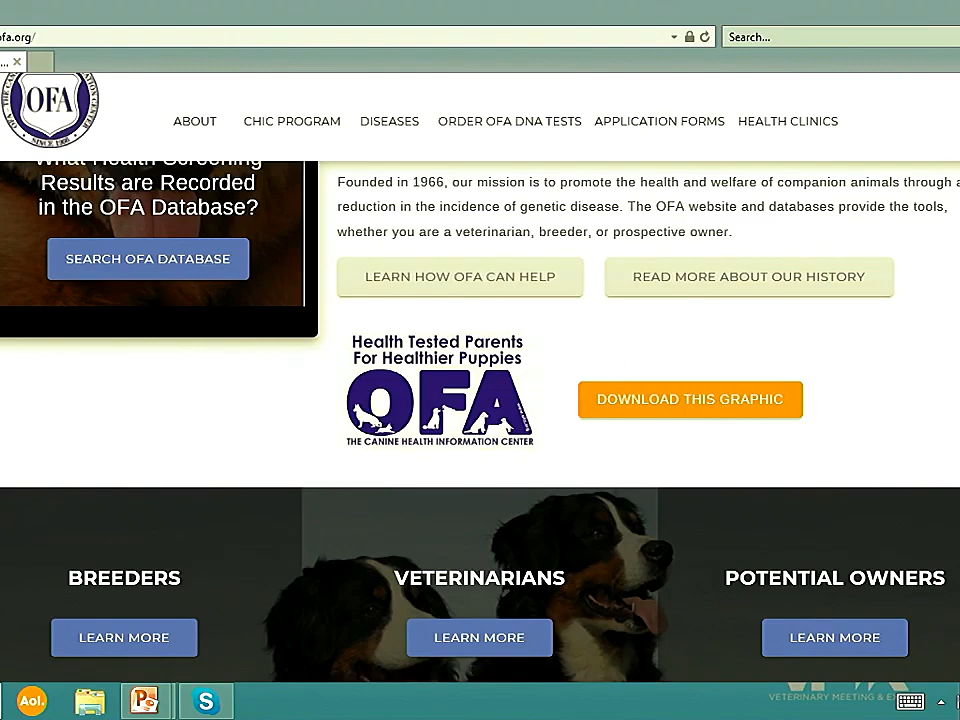 ofa.org/
Search...
...
OFA
SINCE 1966
ABOUT CHIC PROGRAM DISEASES ORDER OFA DNA TESTS APPLICATION FORMS HEALTH CLINICS
What Health Screening
Results are Recorded
in the OFA Database?
SEARCH OFA DATABASE
Founded in 1966, our mission is to promote the health and welfare of companion animals through a
reduction in the incidence of genetic disease. The OFA website and databases provide the tools,
whether you are a veterinarian, breeder, or prospective owner.
LEARN HOW OFA CAN HELP
READ MORE ABOUT OUR HISTORY
Health Tested Parents
For Healthier Puppies
OFA
THE CANINE HEALTH INFORMATION CENTER
DOWNLOAD THIS GRAPHIC
BREEDERS
VETERINARIANS
POTENTIAL OWNERS
LEARN MORE
LEARN MORE
LEARN MORE
Aol.
P
S
VETERINARY MEETING & E